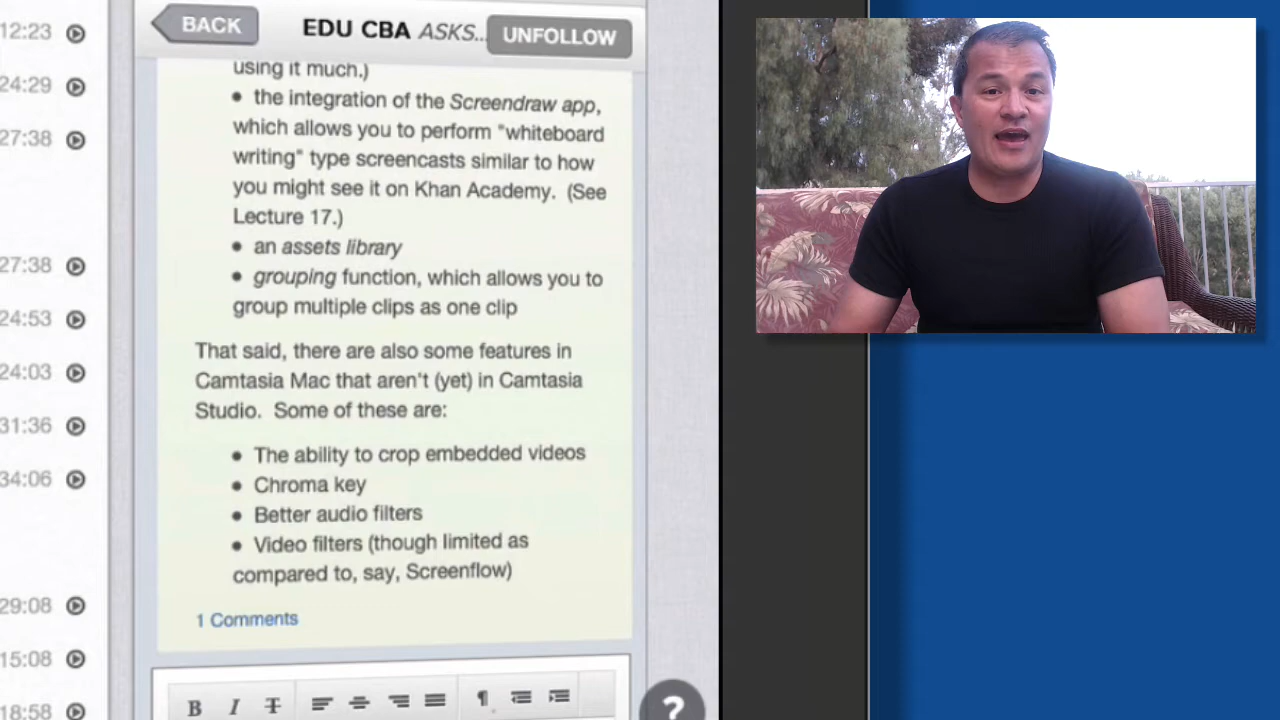 12:23
24:29
27:38
27:38
24:53
24:03
31:36
34:06
29:08
15:08
18:58
BACK
EDU CBA ASKS...
UNFOLLOW
using it much.)
• the integration of the Screendraw app,
which allows you to perform "whiteboard
writing" type screencasts similar to how
you might see it on Khan Academy. (See
Lecture 17.)
• an assets library
• grouping function, which allows you to
group multiple clips as one clip
That said, there are also some features in
Camtasia Mac that aren't (yet) in Camtasia
Studio. Some of these are:
• The ability to crop embedded videos
• Chroma key
• Better audio filters
• Video filters (though limited as
compared to, say, Screenflow)
1 Comments
B I T ¶
?